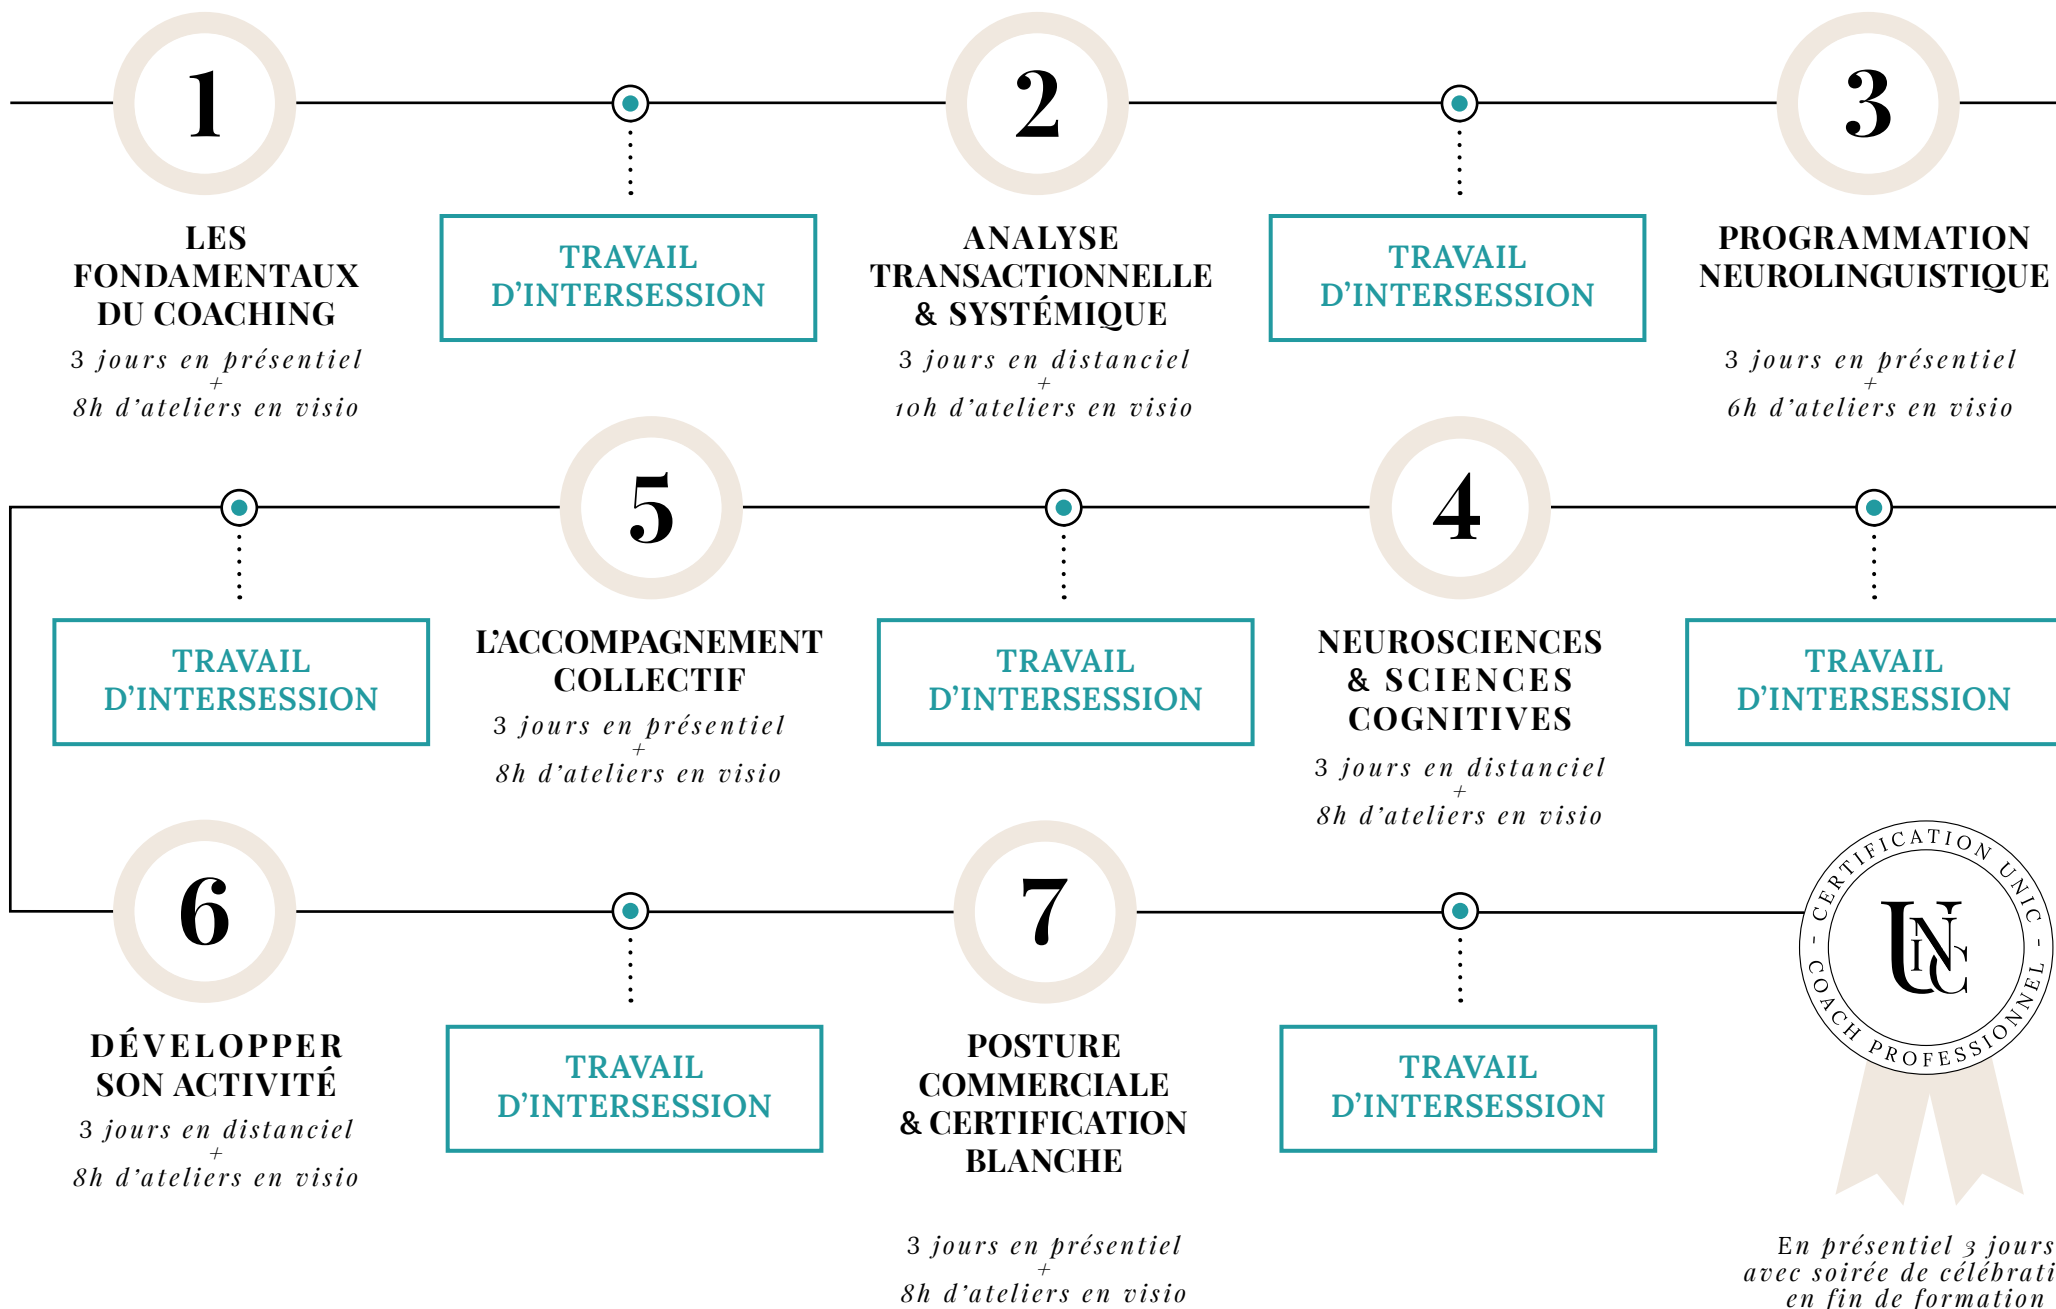 1
LES
FONDAMENTAUX
DU COACHING
3 jours en présentiel
+
8h d'ateliers en visio
TRAVAIL
D'INTERSESSION
2
ANALYSE
TRANSACTIONNELLE
& SYSTÉMIQUE
3 jours en distanciel
+
10h d'ateliers en visio
TRAVAIL
D'INTERSESSION
3
PROGRAMMATION
NEUROLINGUISTIQUE
3 jours en présentiel
+
6h d'ateliers en visio
TRAVAIL
D'INTERSESSION
5
L'ACCOMPAGNEMENT
COLLECTIF
3 jours en présentiel
+
8h d'ateliers en visio
TRAVAIL
D'INTERSESSION
4
NEUROSCIENCES
& SCIENCES
COGNITIVES
3 jours en distanciel
+
8h d'ateliers en visio
TRAVAIL
D'INTERSESSION
6
DÉVELOPPER
SON ACTIVITÉ
3 jours en distanciel
+
8h d'ateliers en visio
TRAVAIL
D'INTERSESSION
7
POSTURE
COMMERCIALE
& CERTIFICATION
BLANCHE
3 jours en présentiel
+
8h d'ateliers en visio
TRAVAIL
D'INTERSESSION
- CERTIFICATION UNIC -
COACH PROFESSIONNEL
UNIC
En présentiel 3 jours
avec soirée de célébrati
en fin de formation